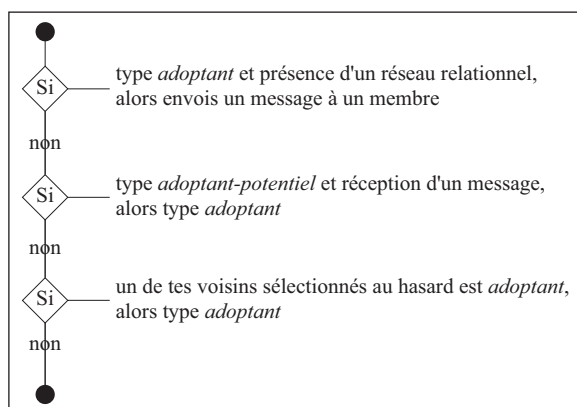 Si
type adoptant et présence d'un réseau relationnel,
alors envois un message à un membre
non
Si
type adoptant-potentiel et réception d'un message,
alors type adoptant
non
Si
un de tes voisins sélectionnés au hasard est adoptant,
alors type adoptant
non